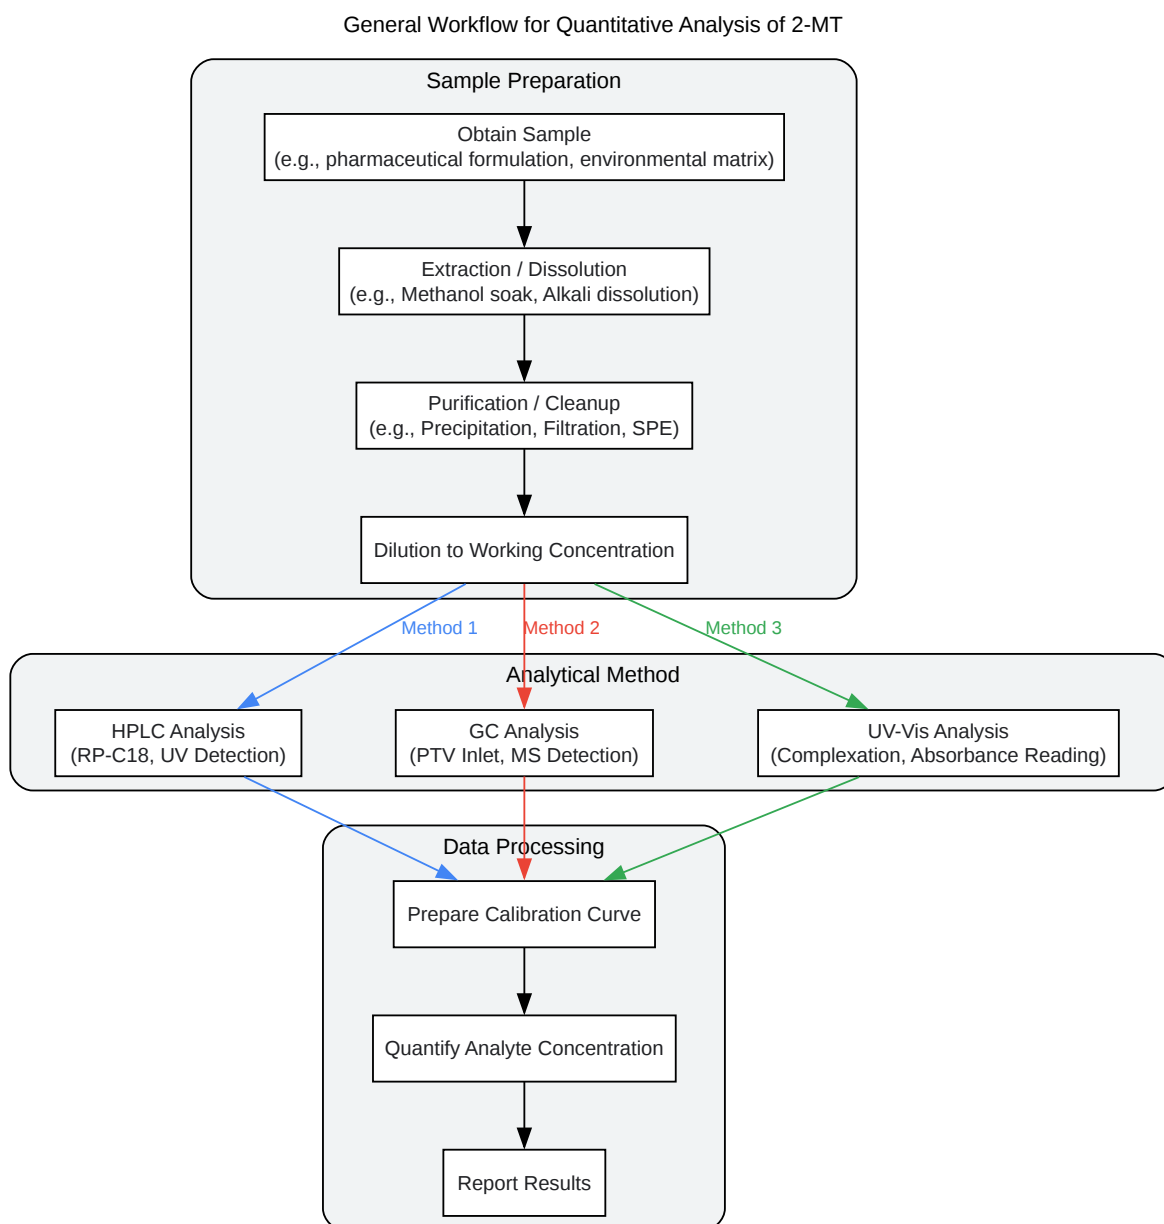 General Workflow for Quantitative Analysis of 2-MT
Sample Preparation
Obtain Sample
(e.g., pharmaceutical formulation, environmental matrix)
Extraction / Dissolution
(e.g., Methanol soak, Alkali dissolution)
Purification / Cleanup
(e.g., Precipitation, Filtration, SPE)
Dilution to Working Concentration
Method 1
Method 2
Method 3
Analytical Method
HPLC Analysis
(RP-C18, UV Detection)
GC Analysis
(PTV Inlet, MS Detection)
UV-Vis Analysis
(Complexation, Absorbance Reading)
Data Processing
Prepare Calibration Curve
Quantify Analyte Concentration
Report Results